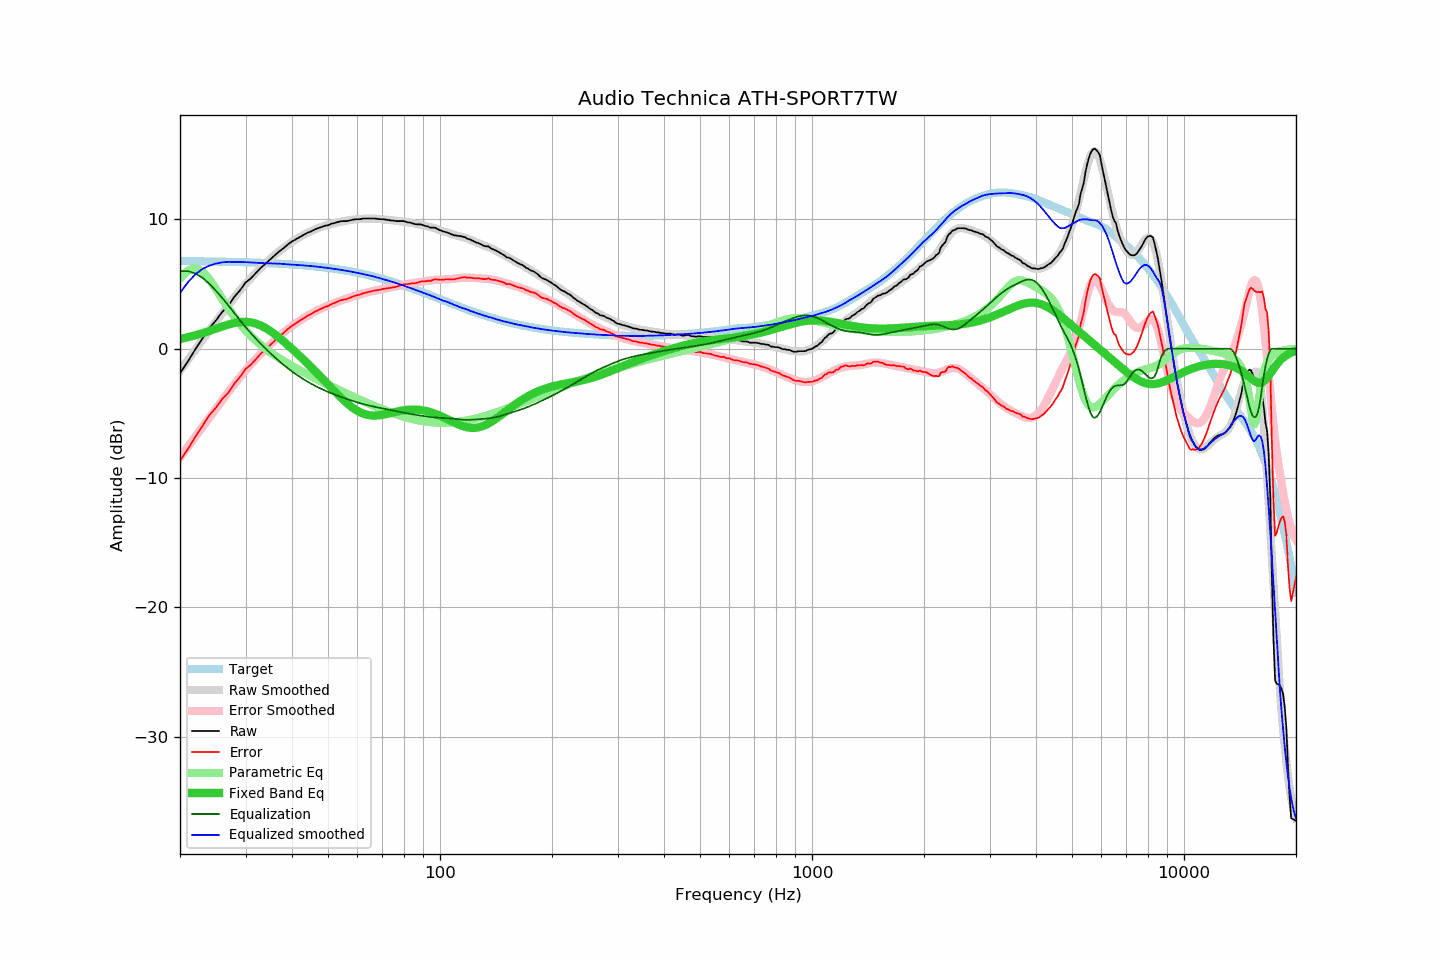 Audio Technica ATH-SPORT7TW
Amplitude (dBr)
10
0
−10
−20
−30
Target
Raw Smoothed
Error Smoothed
Raw
Error
Parametric Eq
Fixed Band Eq
Equalization
Equalized smoothed
100
1000
10000
Frequency (Hz)